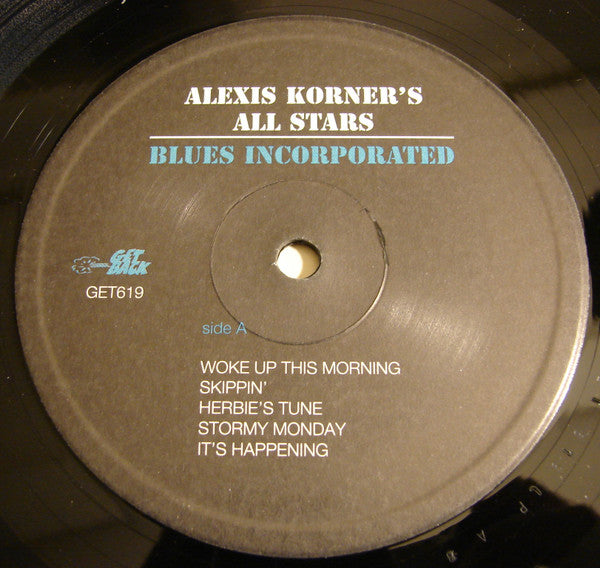 ALEXIS KORNER'S
ALL STARS
BLUES INCORPORATED
GET
BACK
GET619
side A
WOKE UP THIS MORNING
SKIPPIN'
HERBIE'S TUNE
STORMY MONDAY
IT'S HAPPENING